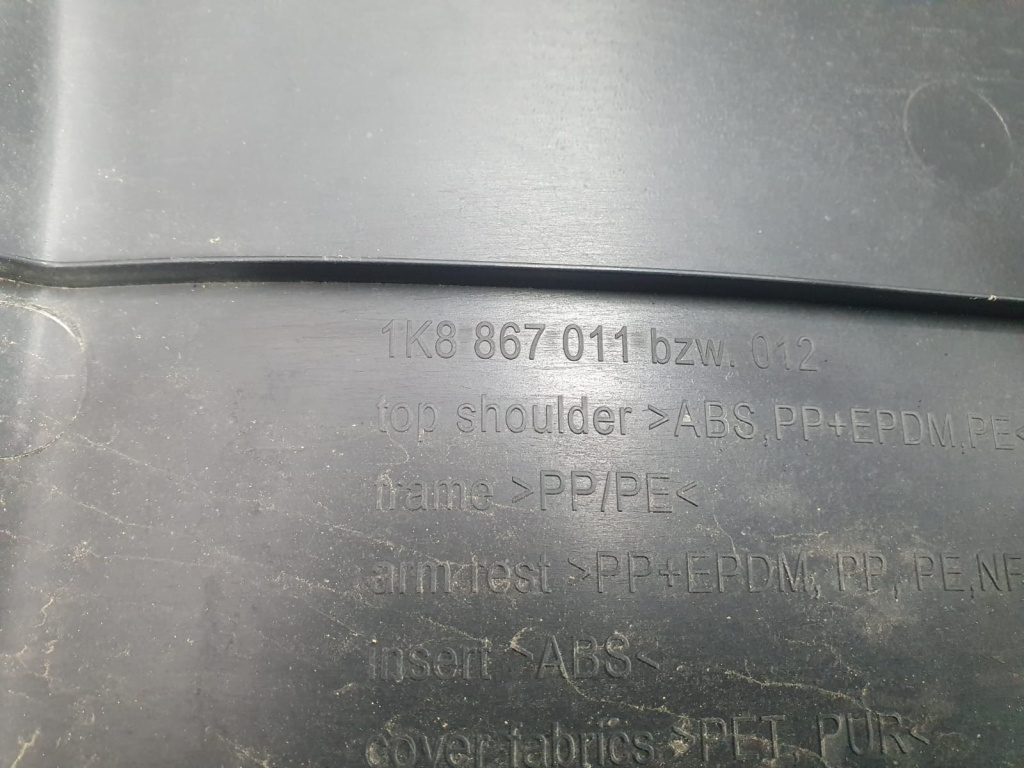 1K8 867 011 bzw. 012
top shoulder >ABS,PP+EPDM,PE<
frame >PP/PE<
arm rest >PP+EPDM, PP, PE,NF
insert >ABS<
cover fabrics >PET, PUR<